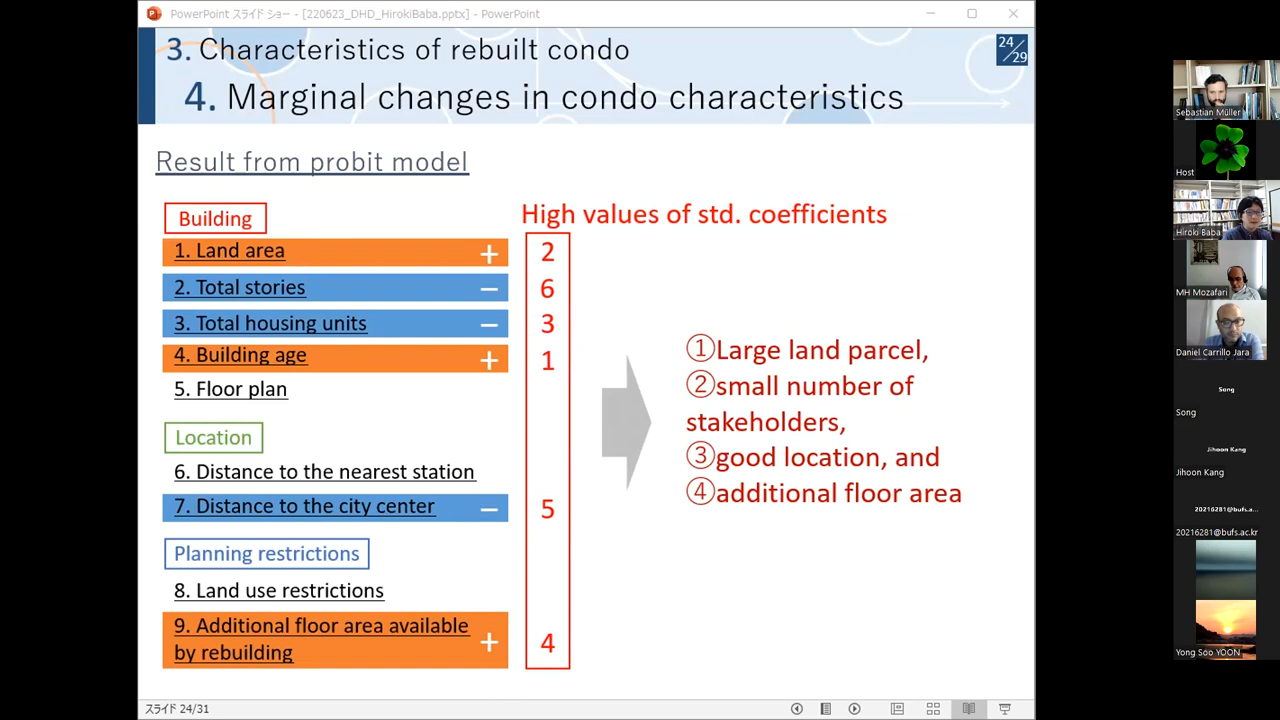 PowerPoint スライド ショー - [220623_DHD_HirokiBaba.pptx] - PowerPoint
3. Characteristics of rebuilt condo
24/29
4. Marginal changes in condo characteristics
Result from probit model
Building
High values of std. coefficients
1. Land area + 2
2. Total stories − 6
3. Total housing units − 3
4. Building age + 1
5. Floor plan
①Large land parcel,
②small number of
stakeholders,
③good location, and
④additional floor area
Location
6. Distance to the nearest station
7. Distance to the city center − 5
Planning restrictions
8. Land use restrictions
9. Additional floor area available
by rebuilding + 4
スライド 24/31
Sebastian Müller
Host
Hiroki Baba
MH Mozafari
Daniel Carrillo Jara
Song
Song
Jihoon Kang
Jihoon Kang
20216281@bufs.a...
20216281@bufs.ac.kr
Yong Soo YOON